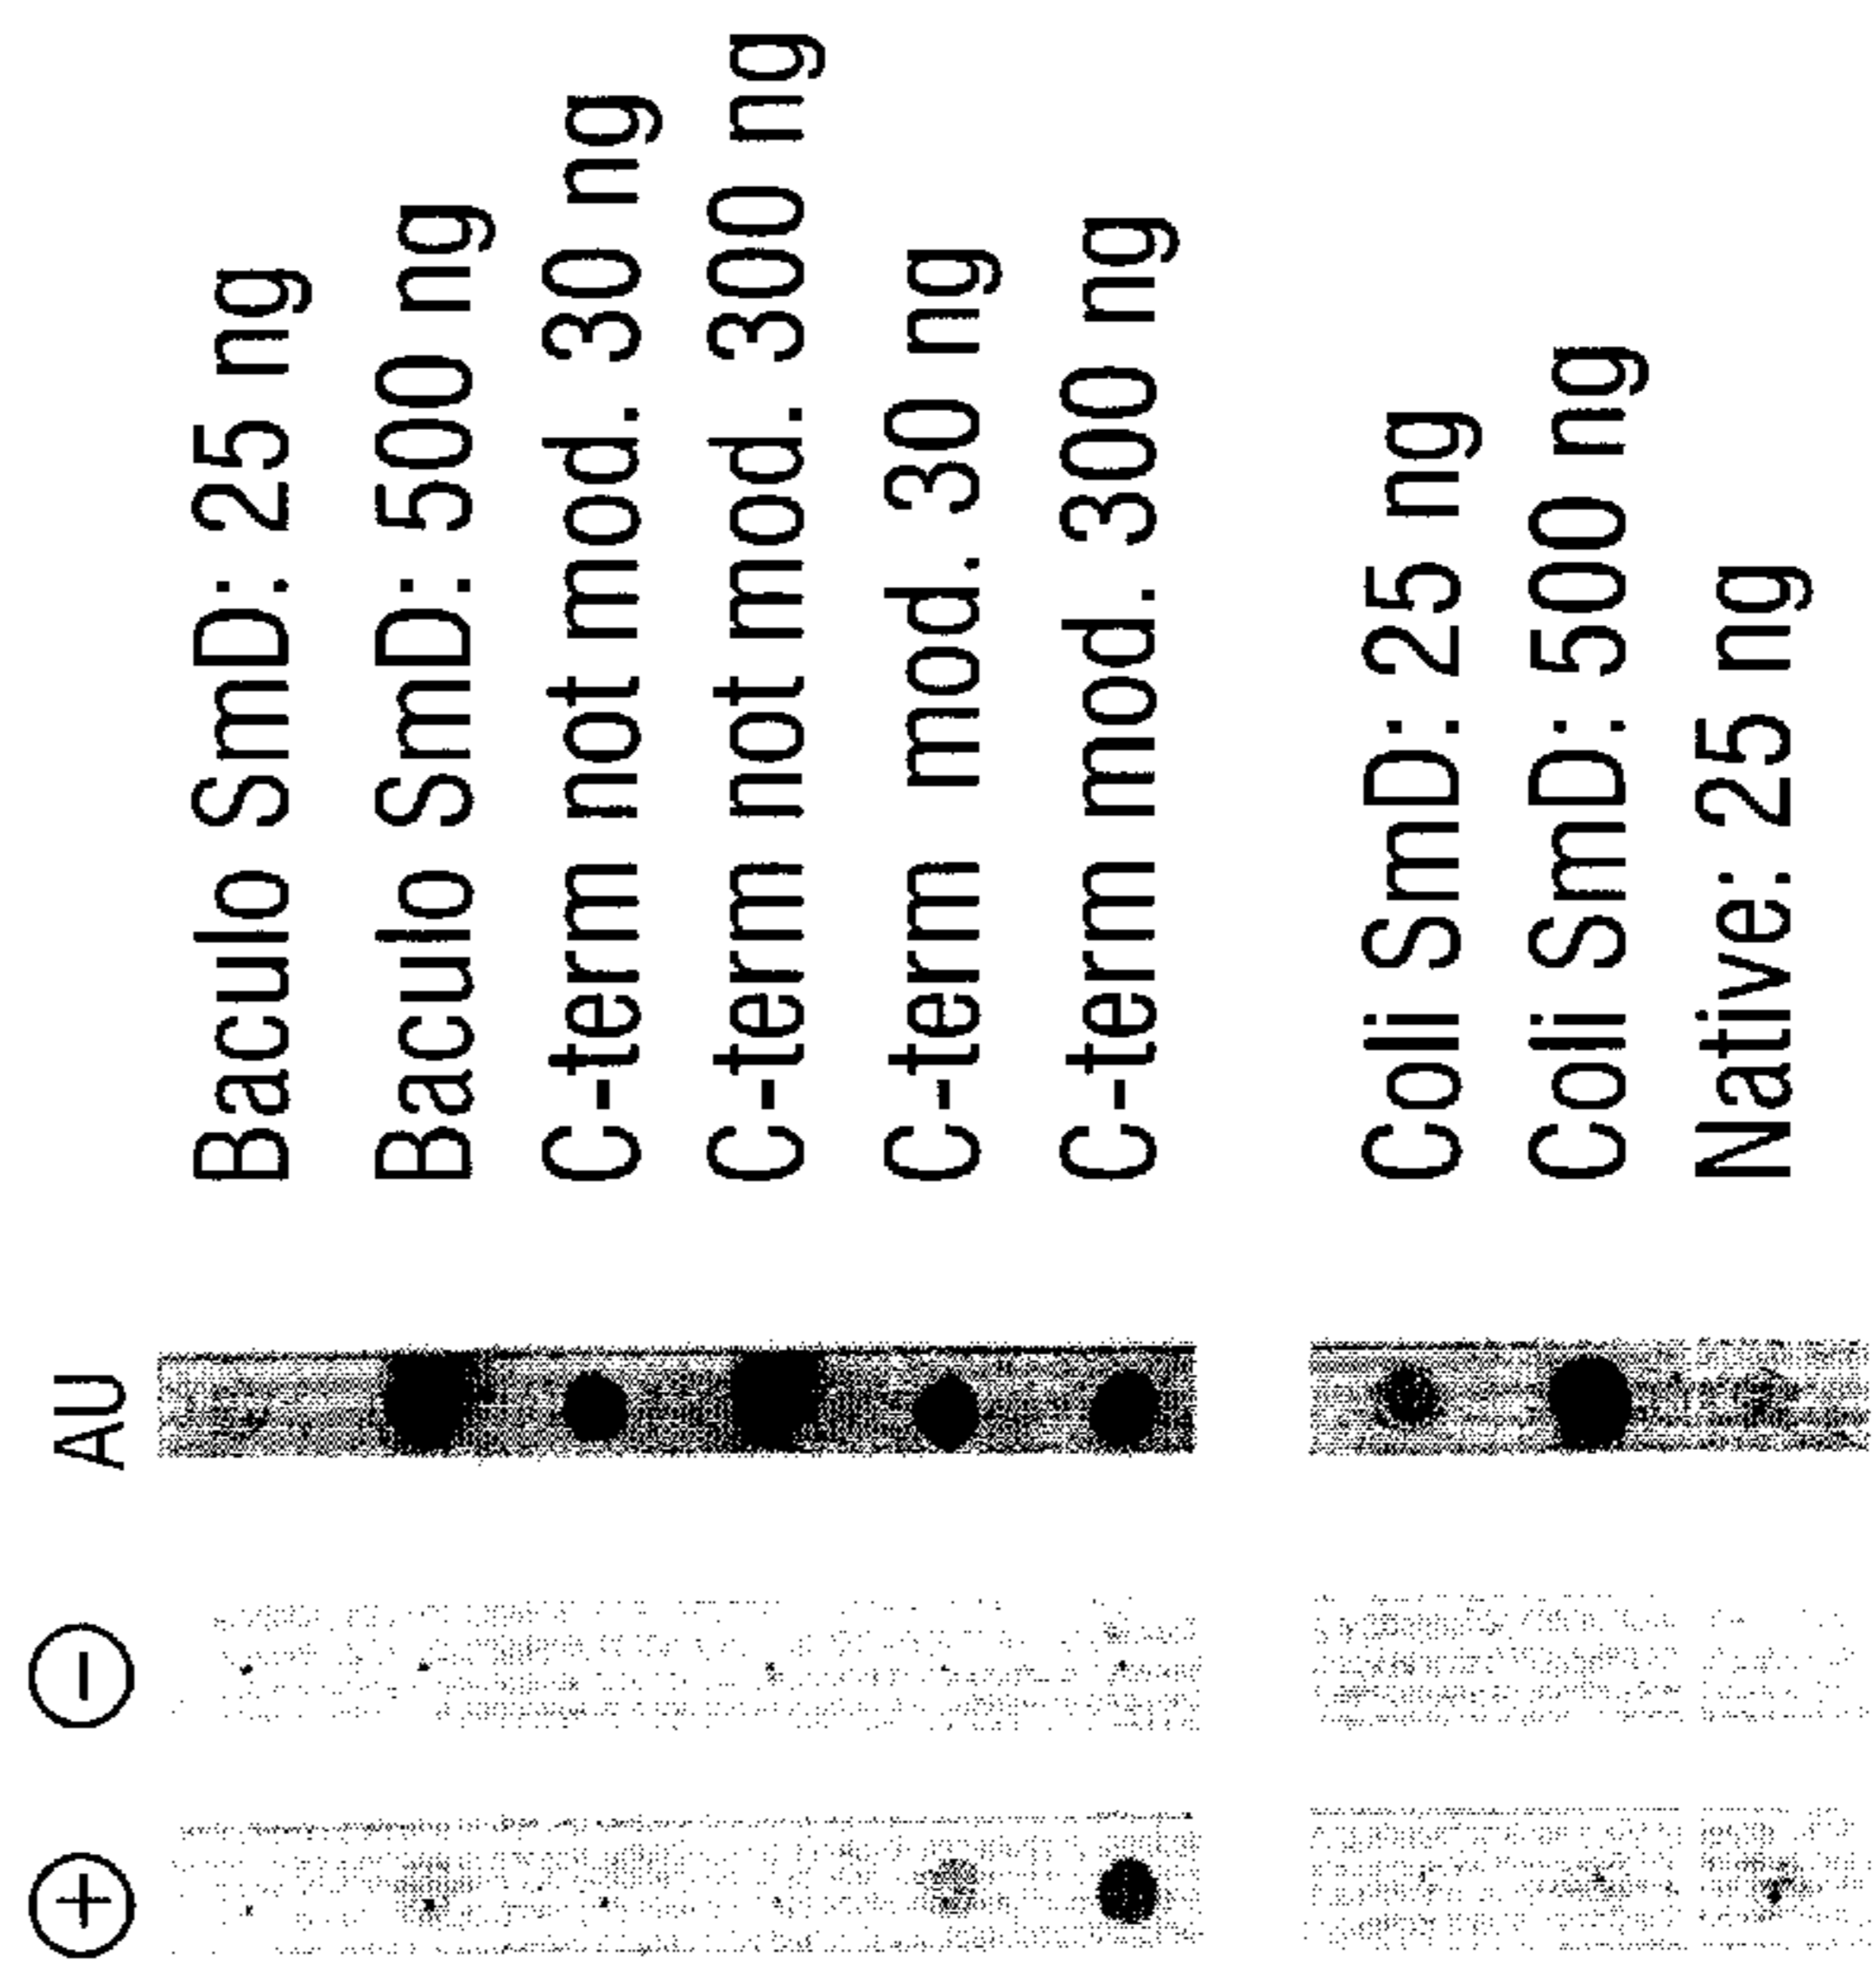 Baculo SmD: 25 ng
Baculo SmD: 500 ng
C-term not mod. 30 ng
C-term not mod. 300 ng
C-term mod. 30 ng
C-term mod. 300 ng
Coli SmD: 25 ng
Coli SmD: 500 ng
Native: 25 ng
AU
−
+